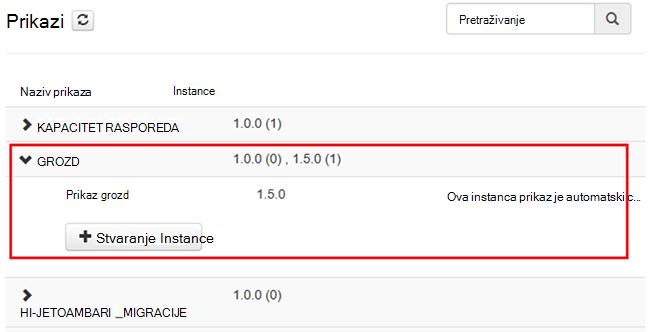 Prikazi
Pretraživanje
Naziv prikaza Instance
KAPACITET RASPOREDA 1.0.0 (1)
GROZD 1.0.0 (0) , 1.5.0 (1)
Prikaz grozd 1.5.0 Ova instanca prikaz je automatski c...
Stvaranje Instance
1.0.0 (0)
HI-JETOAMBARI _MIGRACIJE